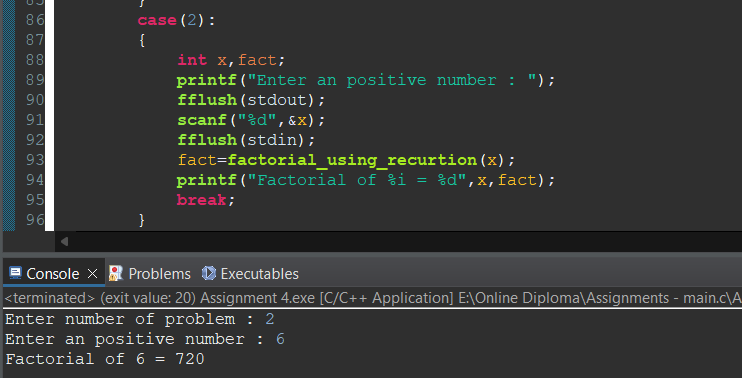 85 }
86 case(2):
87 {
88 int x,fact;
89 printf("Enter an positive number : ");
90 fflush(stdout);
91 scanf("%d",&x);
92 fflush(stdin);
93 fact=factorial_using_recurtion(x);
94 printf("Factorial of %i = %d",x,fact);
95 break;
96 }
Console × Problems Executables
<terminated> (exit value: 20) Assignment 4.exe [C/C++ Application] E:\Online Diploma\Assignments - main.c\A
Enter number of problem : 2
Enter an positive number : 6
Factorial of 6 = 720